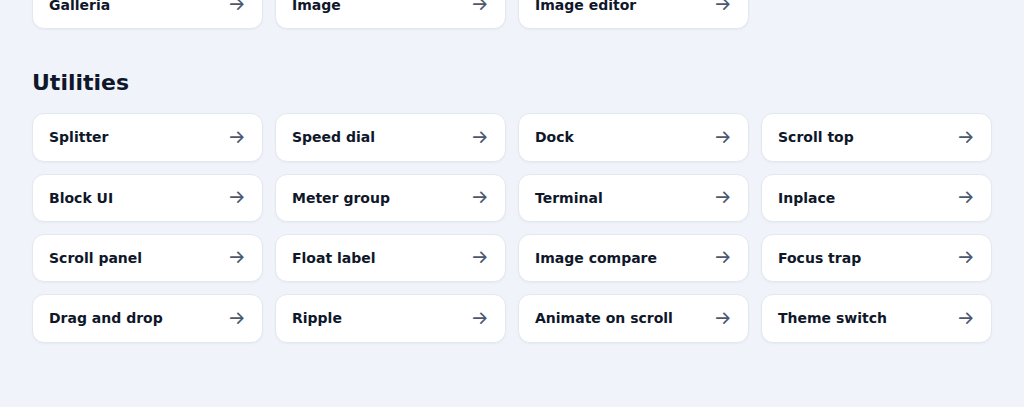 Galleria
Image
Image editor
Utilities
Splitter
Speed dial
Dock
Scroll top
Block UI
Meter group
Terminal
Inplace
Scroll panel
Float label
Image compare
Focus trap
Drag and drop
Ripple
Animate on scroll
Theme switch